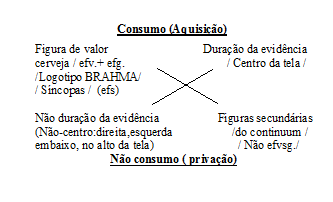 Consumo (Aquisição)
Figura de valor
cerveja / efv.+ efg.
/Logotipo BRAHMA/
/ Síncopas / (efs)
Duração da evidência
/ Centro da tela /
Não duração da evidência
(Não-centro:direita,esquerda
embaixo, no alto da tela)
Figuras secundárias
/do continuum /
/ Não efvsg./
Não consumo ( privação)